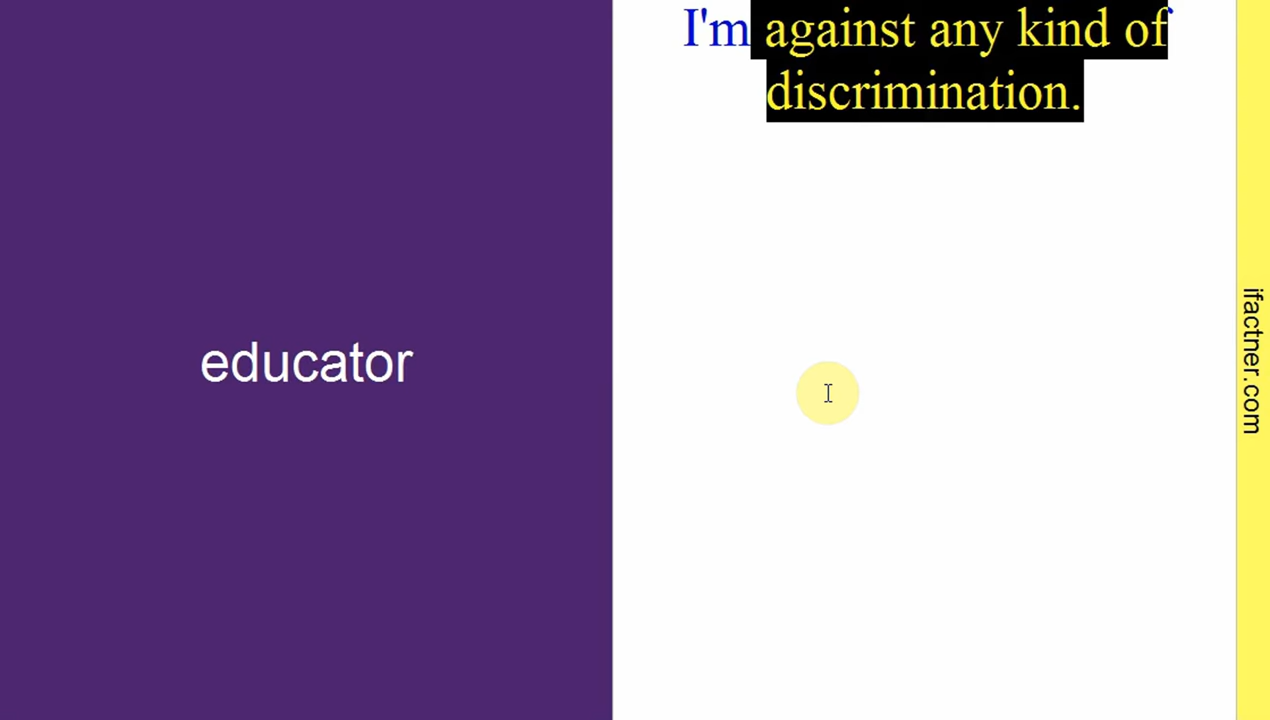 I'm against any kind of
discrimination.
educator
ifactner.com